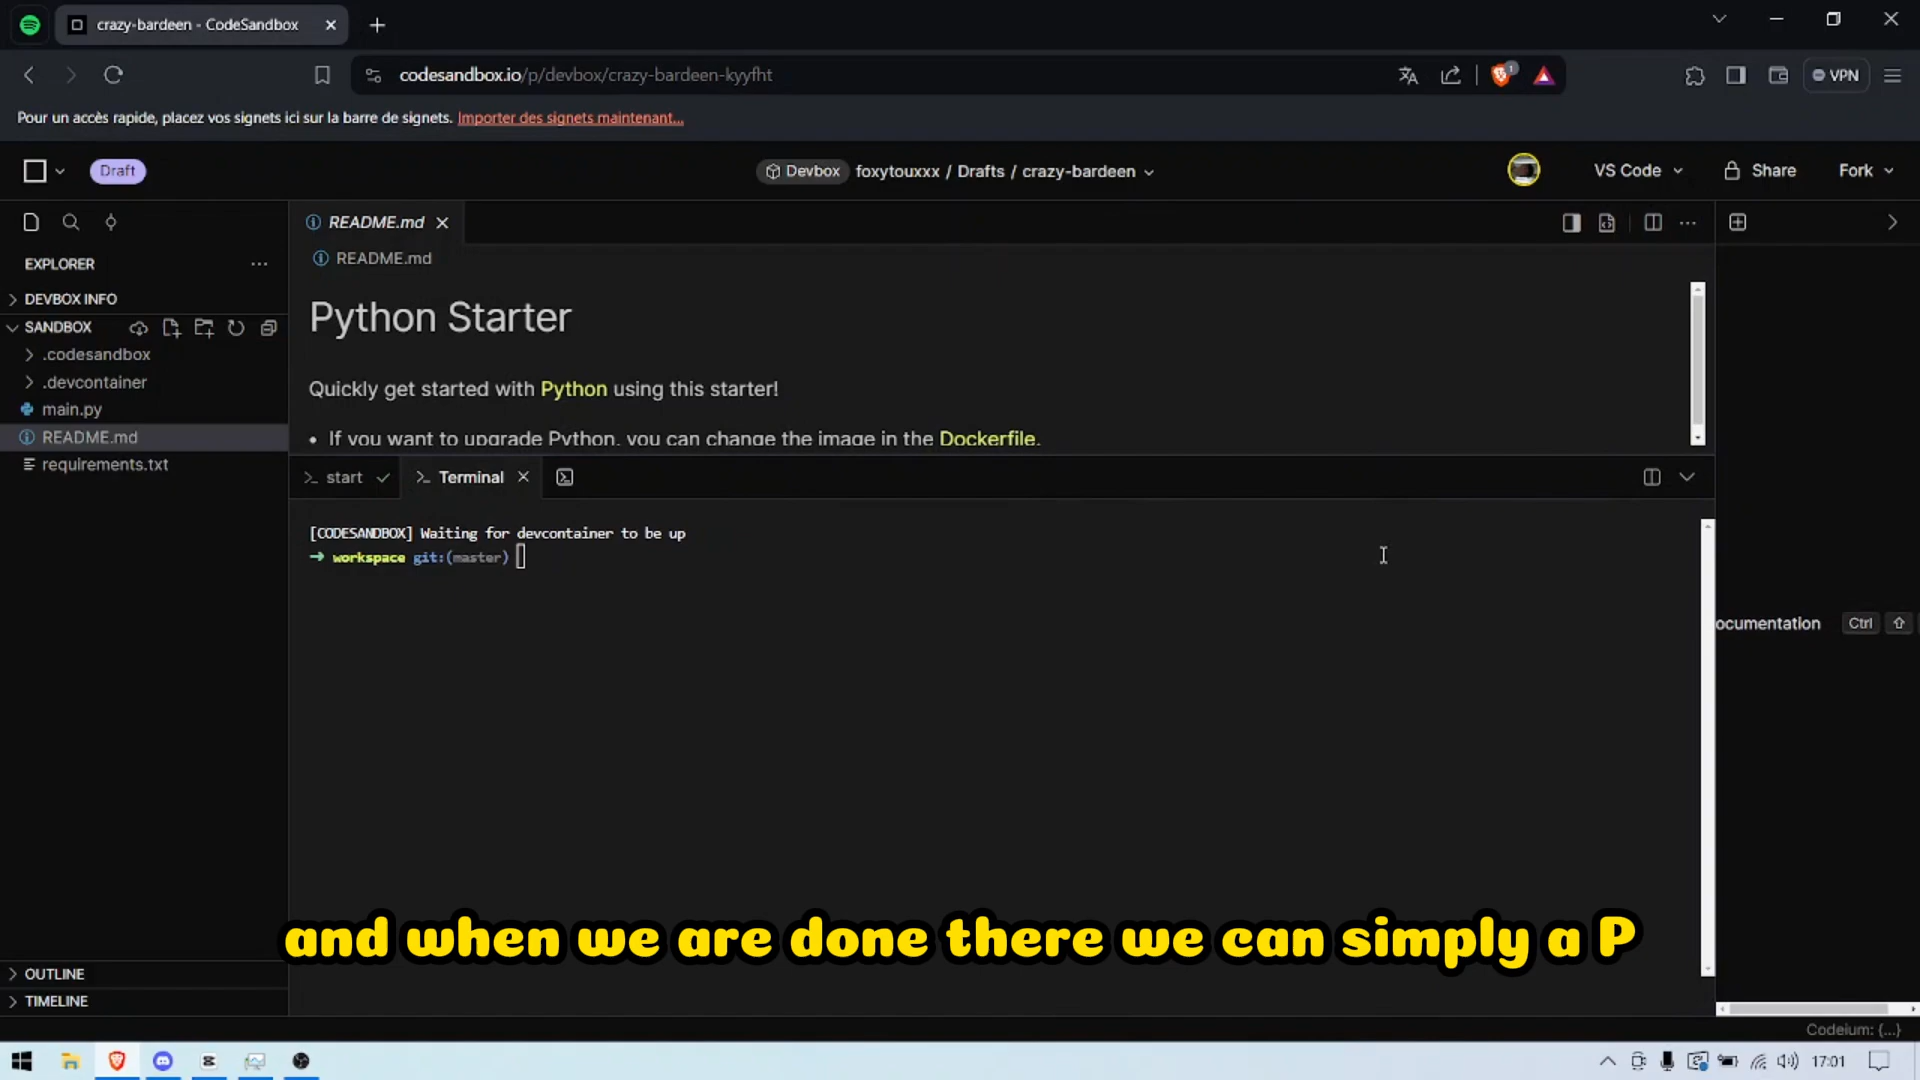 crazy-bardeen - CodeSandbox
codesandbox.io/p/devbox/crazy-bardeen-kyyfht
1
VPN
Pour un accès rapide, placez vos signets ici sur la barre de signets. Importer des signets maintenant...
Draft
Devbox
foxytouxxx / Drafts / crazy-bardeen
VS Code
Share
Fork
README.md
EXPLORER
README.md
DEVBOX INFO
SANDBOX
.codesandbox
.devcontainer
main.py
README.md
requirements.txt
Python Starter
Quickly get started with Python using this starter!
• If you want to upgrade Python, you can change the image in the Dockerfile.
start
Terminal
[CODESANDBOX] Waiting for devcontainer to be up
→ workspace git:(master)
ocumentation
Ctrl
and when we are done there we can simply a P
OUTLINE
TIMELINE
Codeium: {...}
17:01